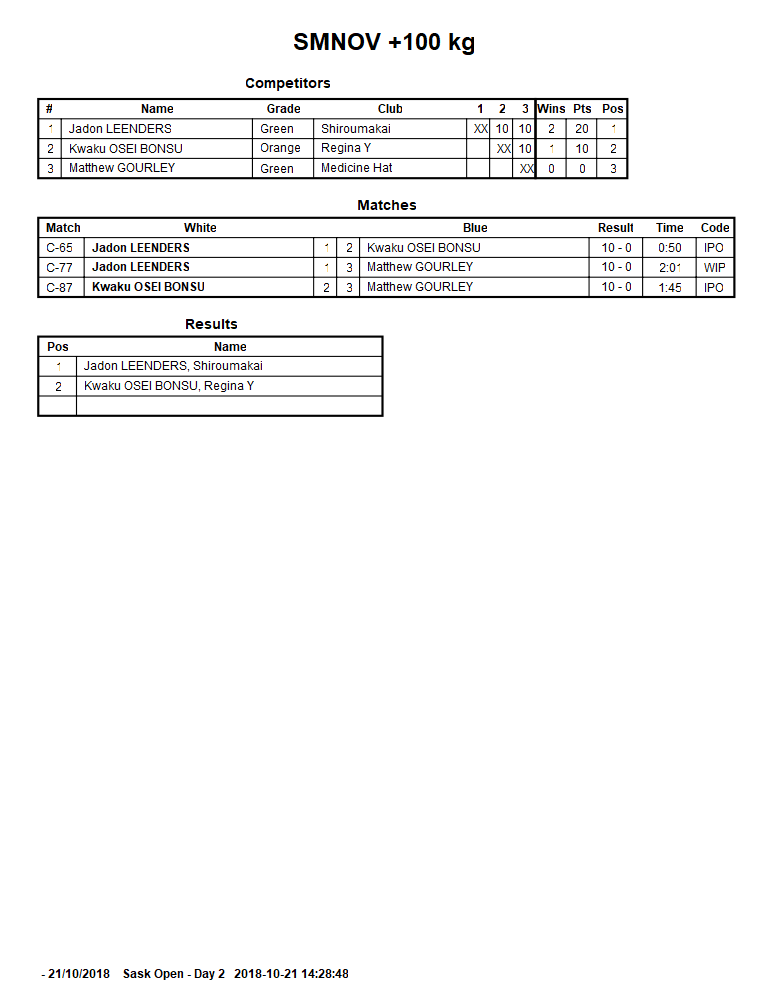 SMNOV +100 kg
Competitors
# Name Grade Club 1 2 3 Wins Pts Pos
1 Jadon LEENDERS Green Shiroumakai XX 10 10 2 20 1
2 Kwaku OSEI BONSU Orange Regina Y XX 10 1 10 2
3 Matthew GOURLEY Green Medicine Hat XX 0 0 3
Matches
Match White Blue Result Time Code
C-65 Jadon LEENDERS 1 2 Kwaku OSEI BONSU 10 - 0 0:50 IPO
C-77 Jadon LEENDERS 1 3 Matthew GOURLEY 10 - 0 2:01 WIP
C-87 Kwaku OSEI BONSU 2 3 Matthew GOURLEY 10 - 0 1:45 IPO
Results
Pos Name
1 Jadon LEENDERS, Shiroumakai
2 Kwaku OSEI BONSU, Regina Y
- 21/10/2018 Sask Open - Day 2 2018-10-21 14:28:48